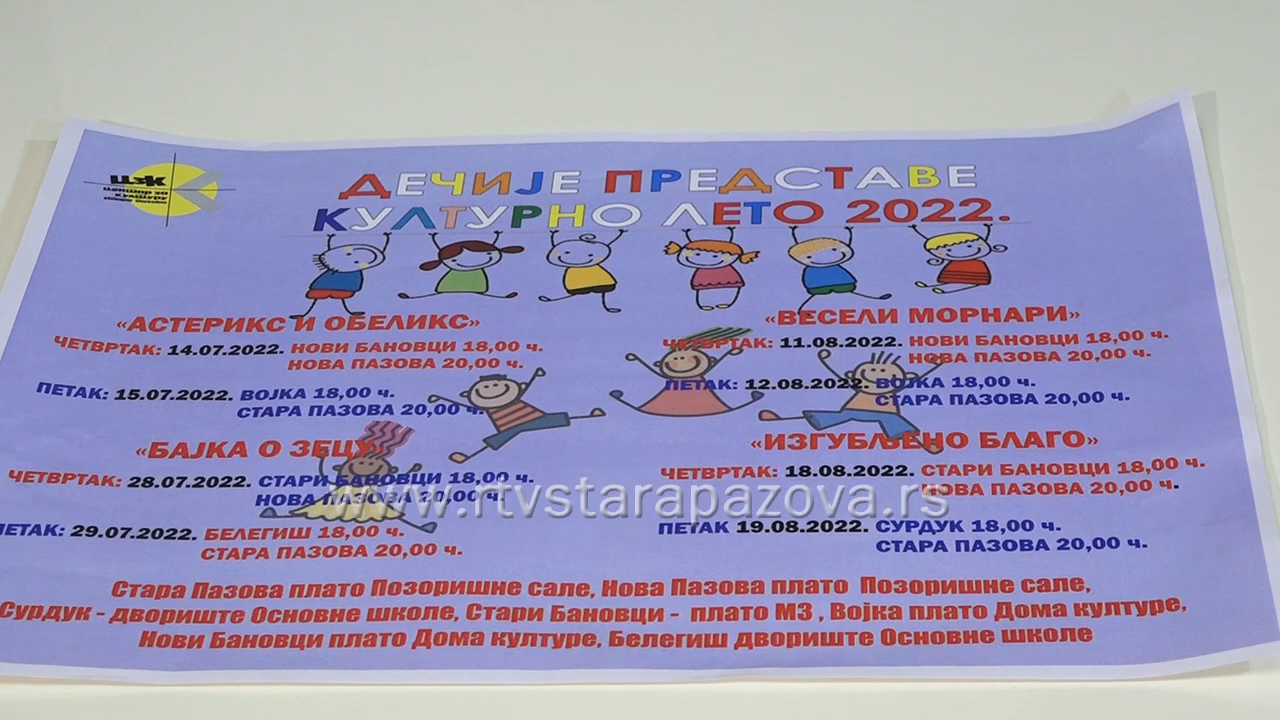 ЦзК
центар за
културу
ДЕЧИЈЕ ПРЕДСТАВЕ
КУЛТУРНО ЛЕТО 2022.
«АСТЕРИКС И ОБЕЛИКС»
ЧЕТВРТАК: 14.07.2022. НОВИ БАНОВЦИ 18,00 ч.
НОВА ПАЗОВА 20,00 ч.
ПЕТАК: 15.07.2022. ВОЈКА 18,00 ч.
СТАРА ПАЗОВА 20,00 ч.
«БАЈКА О ЗЕЦУ»
ЧЕТВРТАК: 28.07.2022. СТАРИ БАНОВЦИ 18,00 ч.
НОВА ПАЗОВА 20,00 ч.
ПЕТАК: 29.07.2022. БЕЛЕГИШ 18,00 ч.
СТАРА ПАЗОВА 20,00 ч.
«ВЕСЕЛИ МОРНАРИ»
ЧЕТВРТАК: 11.08.2022. НОВИ БАНОВЦИ 18,00 ч.
НОВА ПАЗОВА 20,00 ч.
ПЕТАК: 12.08.2022. ВОЈКА 18,00 ч.
СТАРА ПАЗОВА 20,00 ч.
«ИЗГУБЉЕНО БЛАГО»
ЧЕТВРТАК: 18.08.2022. СТАРИ БАНОВЦИ 18,00 ч.
НОВА ПАЗОВА 20,00 ч.
ПЕТАК 19.08.2022. СУРДУК 18,00 ч.
СТАРА ПАЗОВА 20,00 ч.
www.rtvstarapazova.rs
Стара Пазова плато Позоришне сале, Нова Пазова плато Позоришне сале,
Сурдук - двориште Основне школе, Стари Бановци - плато МЗ , Војка плато Дома културе,
Нови Бановци плато Дома културе, Белегиш двориште Основне школе